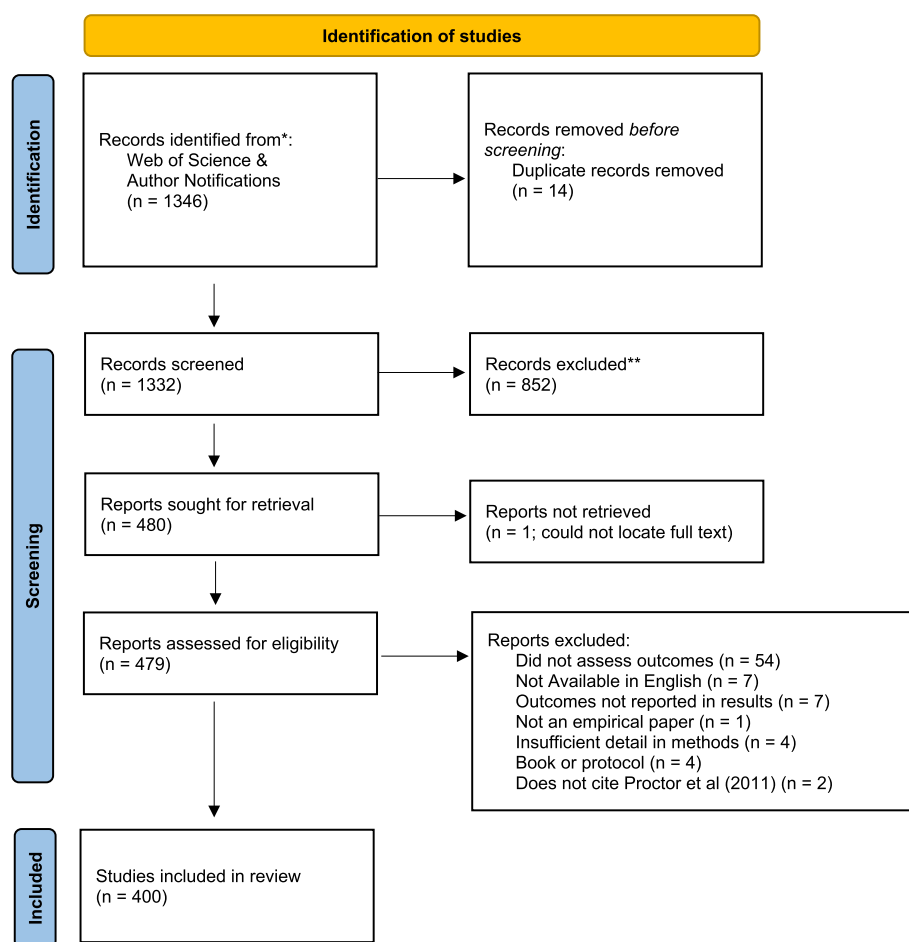 Identification of studies
Identification
Records identified from*:
Web of Science &
Author Notifications
(n = 1346)
Records removed before
screening:
Duplicate records removed
(n = 14)
Screening
Records screened
(n = 1332)
Records excluded**
(n = 852)
Reports sought for retrieval
(n = 480)
Reports not retrieved
(n = 1; could not locate full text)
Reports assessed for eligibility
(n = 479)
Reports excluded:
Did not assess outcomes (n = 54)
Not Available in English (n = 7)
Outcomes not reported in results (n = 7)
Not an empirical paper (n = 1)
Insufficient detail in methods (n = 4)
Book or protocol (n = 4)
Does not cite Proctor et al (2011) (n = 2)
Included
Studies included in review
(n = 400)